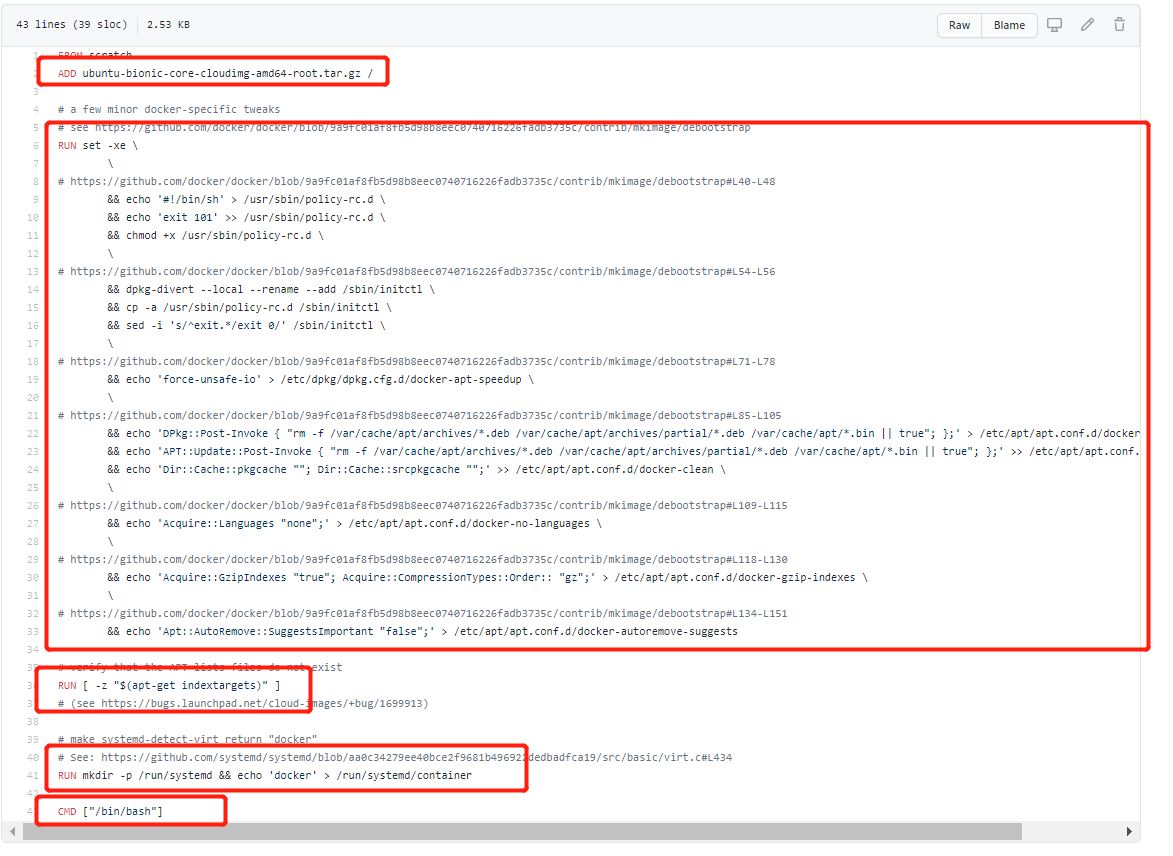 43 lines (39 sloc) 2.53 KB Raw Blame
1 FROM scratch
2 ADD ubuntu-bionic-core-cloudimg-amd64-root.tar.gz /
3
4 # a few minor docker-specific tweaks
5 # see https://github.com/docker/docker/blob/9a9fc01af8fb5d98b8eec0740716226fadb3735c/contrib/mkimage/debootstrap
6 RUN set -xe \
7 \
8 # https://github.com/docker/docker/blob/9a9fc01af8fb5d98b8eec0740716226fadb3735c/contrib/mkimage/debootstrap#L40-L48
9 && echo '#!/bin/sh' > /usr/sbin/policy-rc.d \
10 && echo 'exit 101' >> /usr/sbin/policy-rc.d \
11 && chmod +x /usr/sbin/policy-rc.d \
12 \
13 # https://github.com/docker/docker/blob/9a9fc01af8fb5d98b8eec0740716226fadb3735c/contrib/mkimage/debootstrap#L54-L56
14 && dpkg-divert --local --rename --add /sbin/initctl \
15 && cp -a /usr/sbin/policy-rc.d /sbin/initctl \
16 && sed -i 's/^exit.*/exit 0/' /sbin/initctl \
17 \
18 # https://github.com/docker/docker/blob/9a9fc01af8fb5d98b8eec0740716226fadb3735c/contrib/mkimage/debootstrap#L71-L78
19 && echo 'force-unsafe-io' > /etc/dpkg/dpkg.cfg.d/docker-apt-speedup \
20 \
21 # https://github.com/docker/docker/blob/9a9fc01af8fb5d98b8eec0740716226fadb3735c/contrib/mkimage/debootstrap#L85-L105
22 && echo 'DPkg::Post-Invoke { "rm -f /var/cache/apt/archives/*.deb /var/cache/apt/archives/partial/*.deb /var/cache/apt/*.bin || true"; };' > /etc/apt/apt.conf.d/docker
23 && echo 'APT::Update::Post-Invoke { "rm -f /var/cache/apt/archives/*.deb /var/cache/apt/archives/partial/*.deb /var/cache/apt/*.bin || true"; };' >> /etc/apt/apt.conf.
24 && echo 'Dir::Cache::pkgcache ""; Dir::Cache::srcpkgcache "";' >> /etc/apt/apt.conf.d/docker-clean \
25 \
26 # https://github.com/docker/docker/blob/9a9fc01af8fb5d98b8eec0740716226fadb3735c/contrib/mkimage/debootstrap#L109-L115
27 && echo 'Acquire::Languages "none";' > /etc/apt/apt.conf.d/docker-no-languages \
28 \
29 # https://github.com/docker/docker/blob/9a9fc01af8fb5d98b8eec0740716226fadb3735c/contrib/mkimage/debootstrap#L118-L130
30 && echo 'Acquire::GzipIndexes "true"; Acquire::CompressionTypes::Order:: "gz";' > /etc/apt/apt.conf.d/docker-gzip-indexes \
31 \
32 # https://github.com/docker/docker/blob/9a9fc01af8fb5d98b8eec0740716226fadb3735c/contrib/mkimage/debootstrap#L134-L151
33 && echo 'Apt::AutoRemove::SuggestsImportant "false";' > /etc/apt/apt.conf.d/docker-autoremove-suggests
34
35 # verify that the APT lists files do not exist
RUN [ -z "$(apt-get indextargets)" ]
# (see https://bugs.launchpad.net/cloud-images/+bug/1699913)
38
39 # make systemd-detect-virt return "docker"
40 # See: https://github.com/systemd/systemd/blob/aa0c34279ee40bce2f9681b496922dedbadfca19/src/basic/virt.c#L434
41 RUN mkdir -p /run/systemd && echo 'docker' > /run/systemd/container
42
CMD ["/bin/bash"]